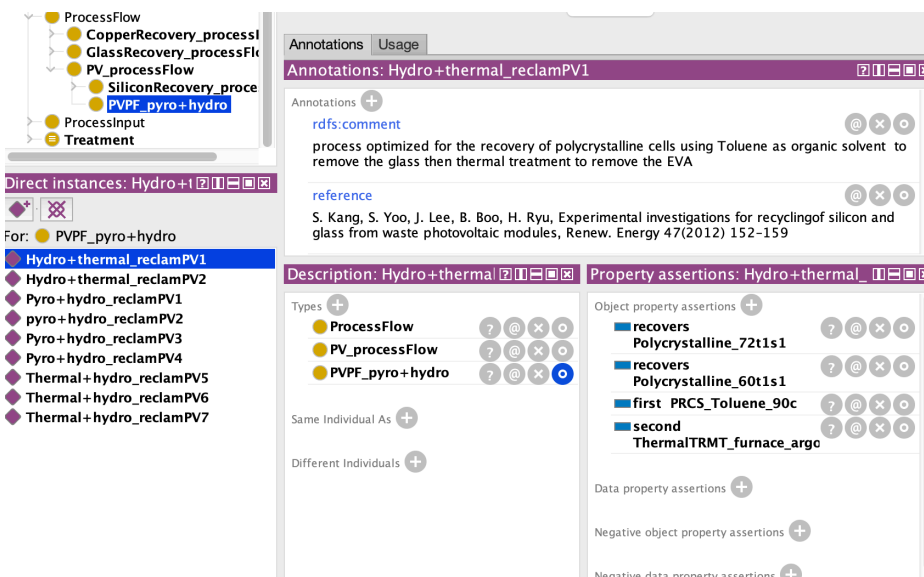 ProcessFlow
CopperRecovery_processl
GlassRecovery_processFlc
PV_processFlow
SiliconRecovery_proce
PVPF_pyro+hydro
ProcessInput
Treatment
Direct instances: Hydro+t
For: PVPF_pyro+hydro
Hydro+thermal_reclamPV1
Hydro+thermal_reclamPV2
Pyro+hydro_reclamPV1
pyro+hydro_reclamPV2
Pyro+hydro_reclamPV3
Pyro+hydro_reclamPV4
Thermal+hydro_reclamPV5
Thermal+hydro_reclamPV6
Thermal+hydro_reclamPV7
Annotations Usage
Annotations: Hydro+thermal_reclamPV1
Annotations
rdfs:comment
process optimized for the recovery of polycrystalline cells using Toluene as organic solvent to
remove the glass then thermal treatment to remove the EVA
reference
S. Kang, S. Yoo, J. Lee, B. Boo, H. Ryu, Experimental investigations for recyclingof silicon and
glass from waste photovoltaic modules, Renew. Energy 47(2012) 152-159
Description: Hydro+thermal
Types
ProcessFlow
PV_processFlow
PVPF_pyro+hydro
Same Individual As
Different Individuals
Property assertions: Hydro+thermal_
Object property assertions
recovers
Polycrystalline_72t1s1
recovers
Polycrystalline_60t1s1
first PRCS_Toluene_90c
second
ThermalTRMT_furnace_argo
Data property assertions
Negative object property assertions
Negative data property assertions